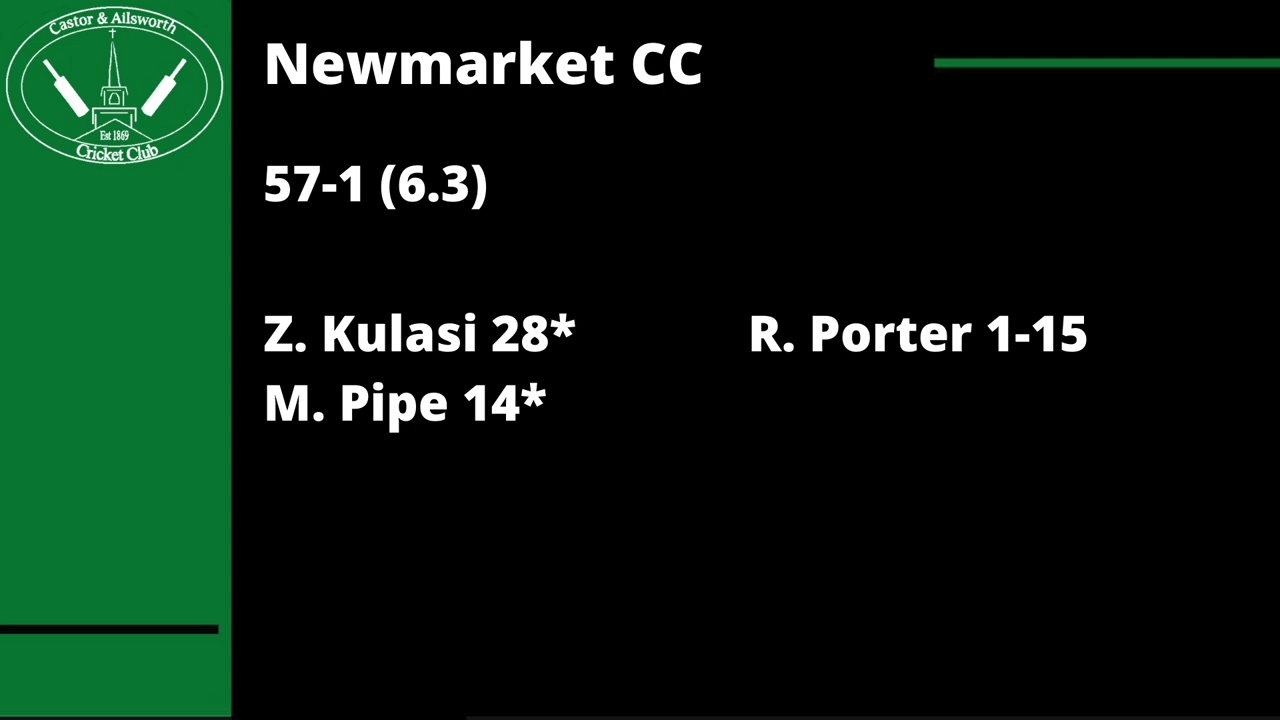 Castor & Ailsworth
Est 1869
Cricket Club
Newmarket CC
57-1 (6.3)
Z. Kulasi 28*
R. Porter 1-15
M. Pipe 14*